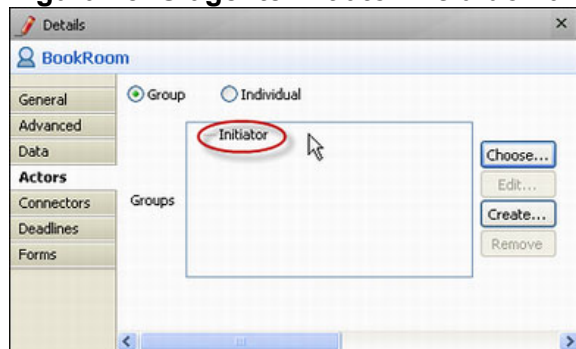 Details
BookRoom
General
Advanced
Data
Actors
Connectors
Deadlines
Forms
Group
Individual
Groups
Initiator
Choose...
Edit...
Create...
Remove